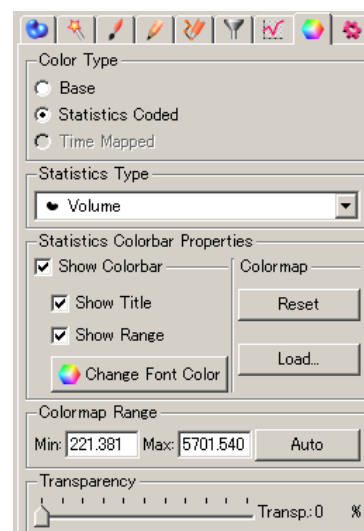 Color Type
Base
Statistics Coded
Time Mapped
Statistics Type
Volume
Statistics Colorbar Properties
Show Colorbar
Colormap
Show Title
Reset
Show Range
Load...
Change Font Color
Colormap Range
Min: 221.381 Max: 5701.540 Auto
Transparency
Transp.: 0 %